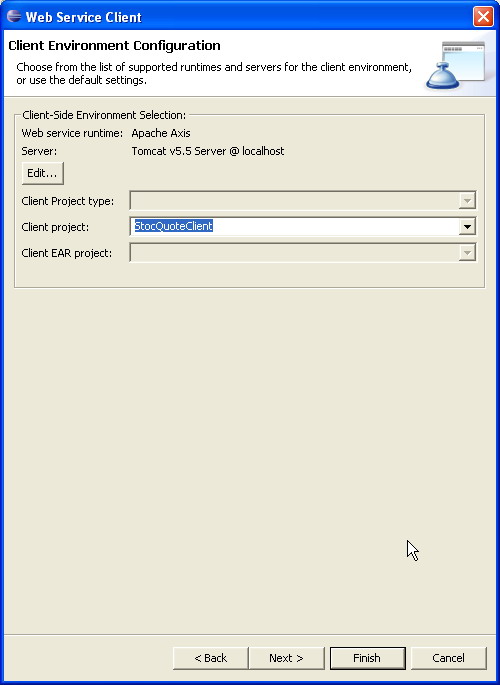 Web Service Client
Client Environment Configuration
Choose from the list of supported runtimes and servers for the client environment,
or use the default settings.
Client-Side Environment Selection:
Web service runtime: Apache Axis
Server: Tomcat v5.5 Server @ localhost
Edit...
Client Project type:
Client project: StocQuoteClient
Client EAR project:
< Back Next > Finish Cancel